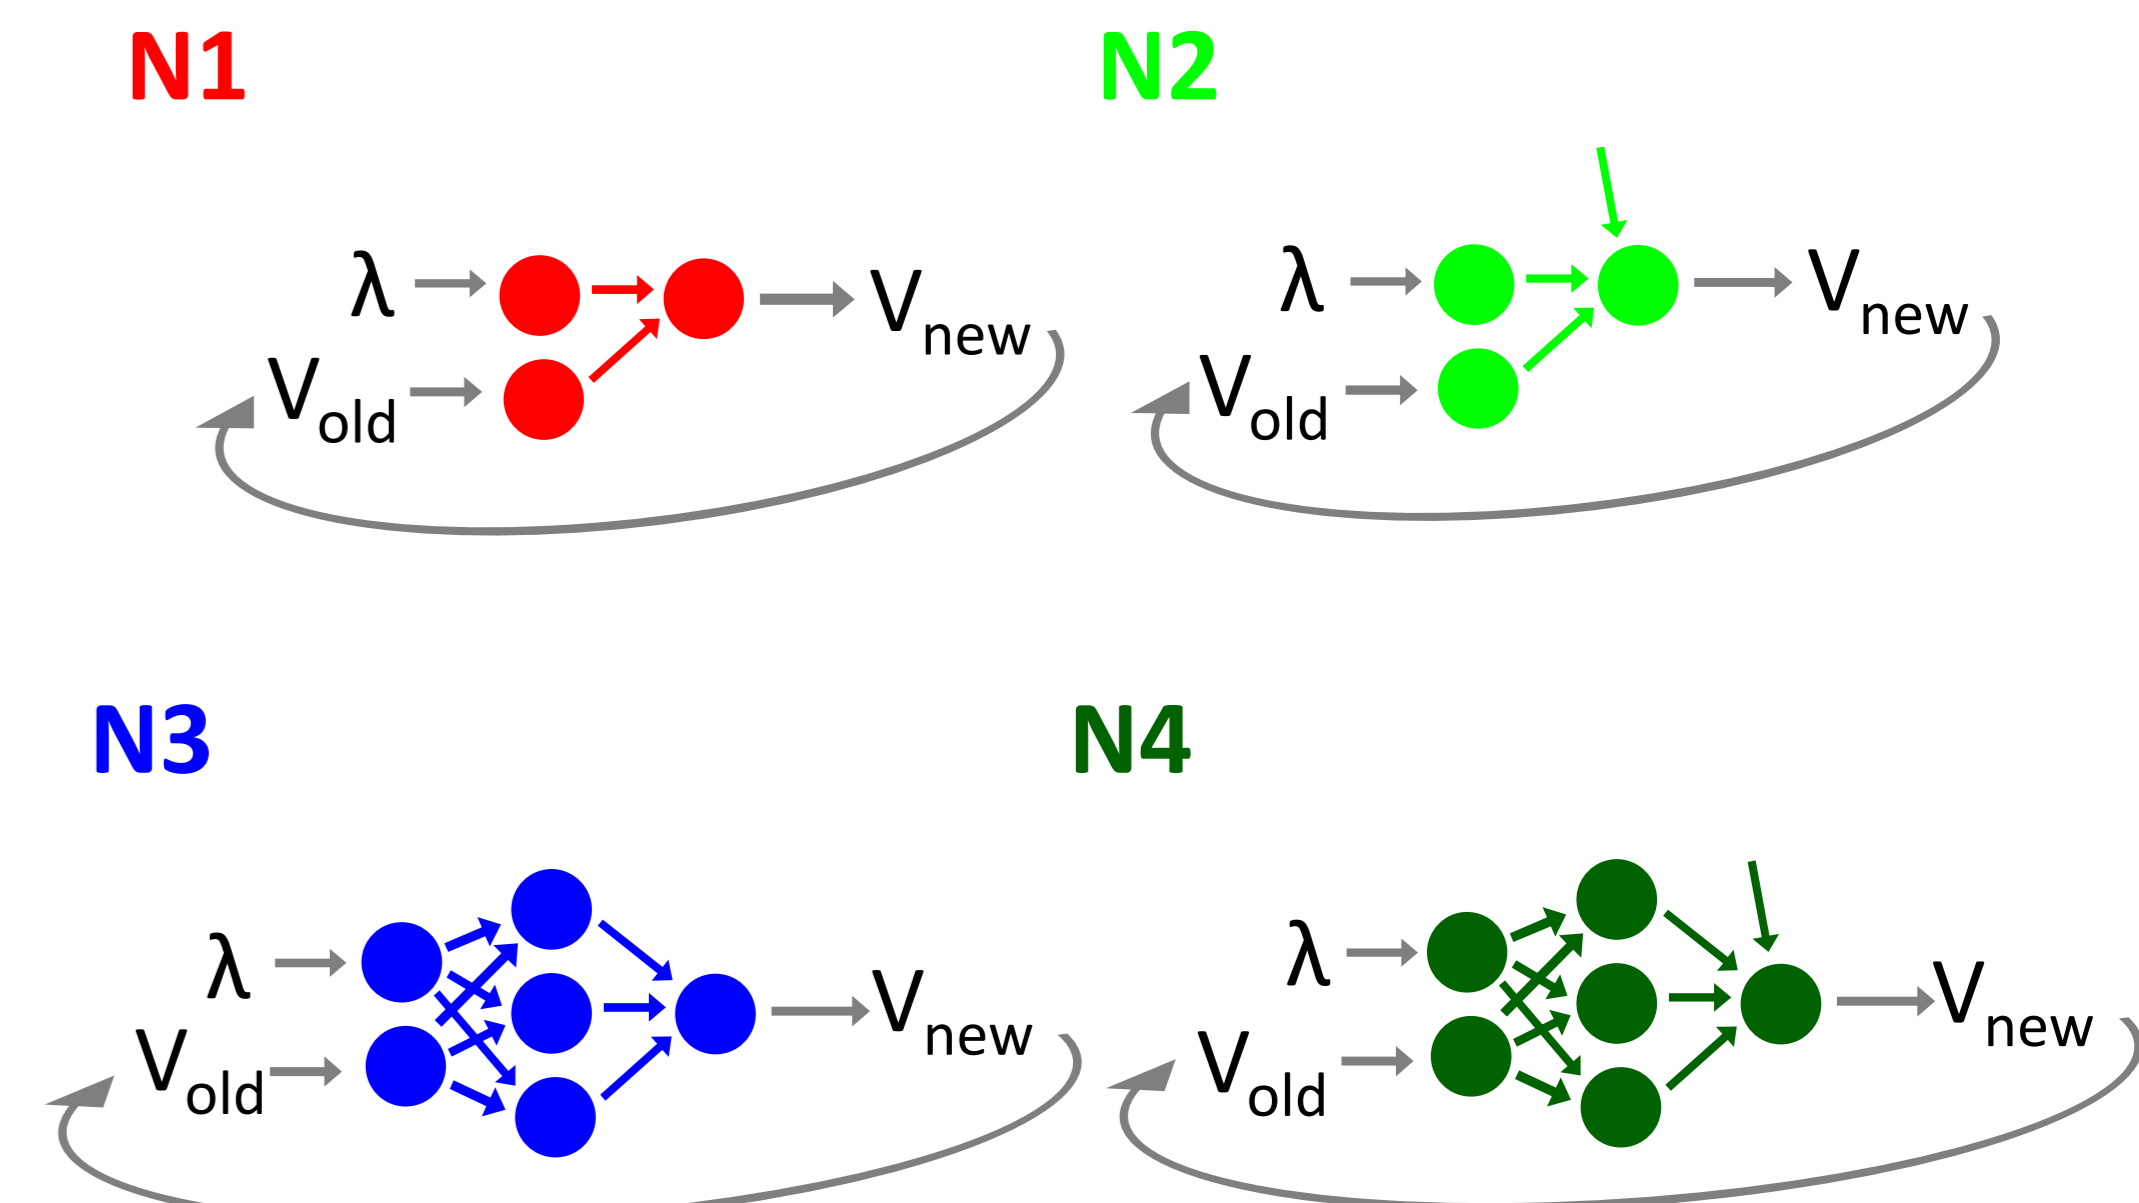 N1
λ
V_old
V_new
N2
λ
V_old
V_new
N3
λ
V_old
V_new
N4
λ
V_old
V_new